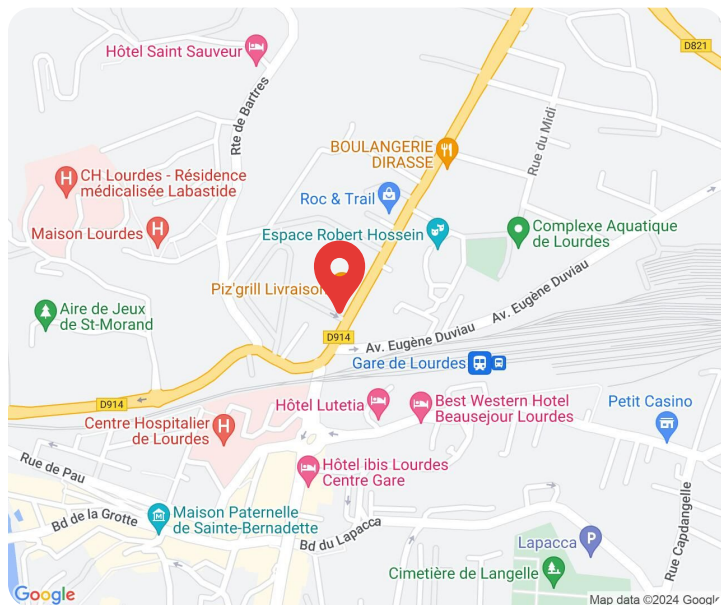 D821
Hôtel Saint Sauveur
Rte de Bartres
BOULANGERIE
DIRASSE
Rue du Midi
CH Lourdes - Résidence
médicalisée Labastide
Roc & Trail
Maison Lourdes
Espace Robert Hossein
Complexe Aquatique
de Lourdes
Piz'grill Livraison
Av. Eugène Duviau
Aire de Jeux
de St-Morand
D914
Av. Eugène Duviau
Gare de Lourdes
D914
Hôtel Lutetia
Best Western Hotel
Beausejour Lourdes
Petit Casino
Centre Hospitalier
de Lourdes
Rue de Pau
Hôtel ibis Lourdes
Centre Gare
Maison Paternelle
de Sainte-Bernadette
Bd de la Grotte
Bd du Lapacca
Lapacca
Rue Capdangelle
Cimetière de Langelle
Google
Map data ©2024 Google